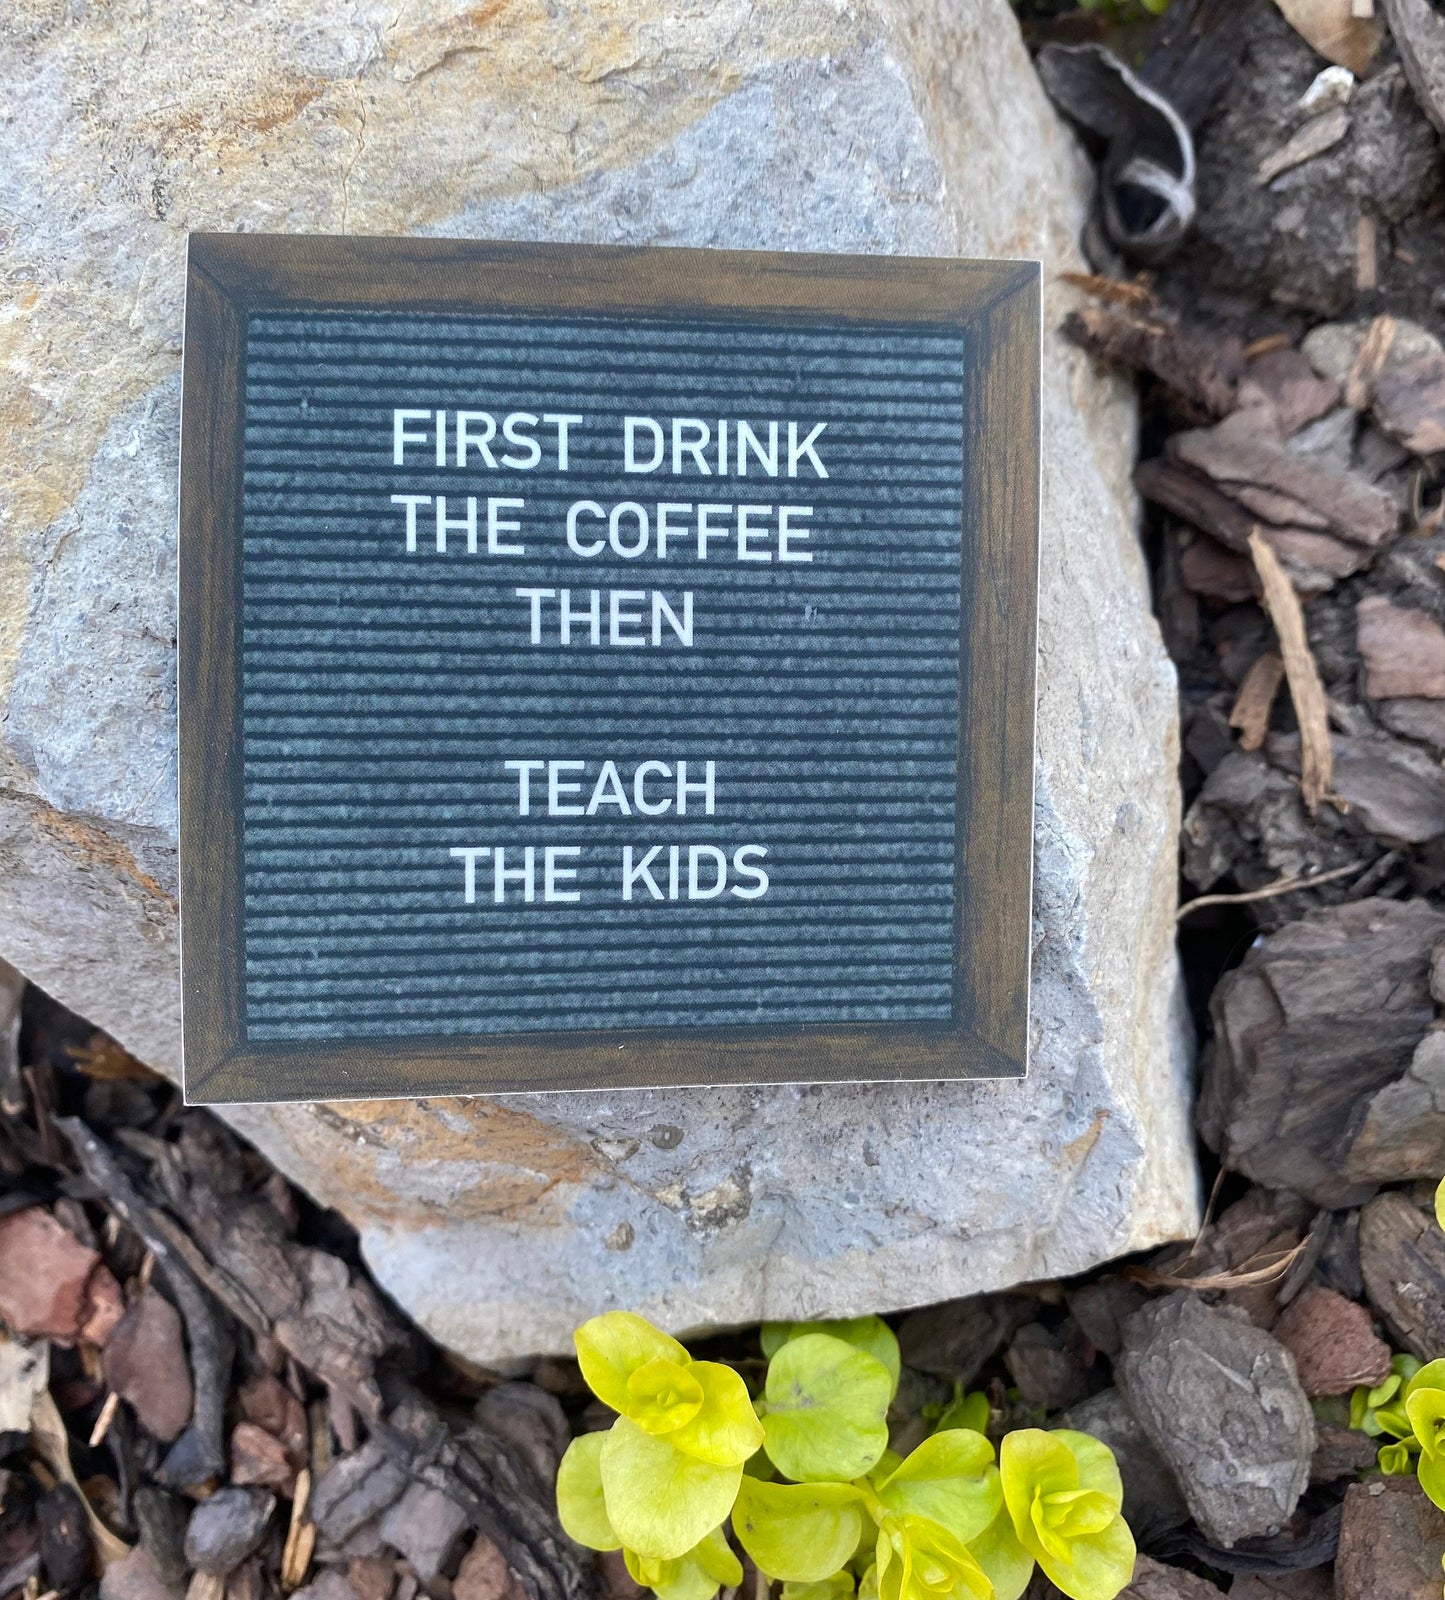 FIRST DRINK
THE COFFEE
THEN
TEACH
THE KIDS